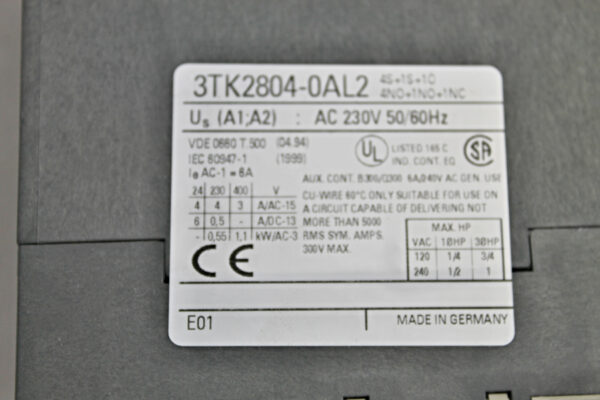 3TK2804-0AL2 4S+1S+1Ö
4NO+1NO+1NC
Us (A1;A2) : AC 230V 50/60Hz
VDE 0660 T.500 (04.94)
IEC 60947-1 (1999)
Ie AC-1 = 6A
UL LISTED 165 C
IND. CONT. EQ
SA
AUX. CONT. B300/Q300 6A/240V AC GEN. USE
CU-WIRE 60°C ONLY SUITABLE FOR USE ON
A CIRCUIT CAPABLE OF DELIVERING NOT
MORE THAN 5000
RMS SYM. AMPS.
300V MAX.
24 230 400 V
4 4 3 A/AC-15
6 0,5 - A/DC-13
- 0,55 1,1 kW/AC-3
MAX. HP
VAC 1ØHP 3ØHP
120 1/4 3/4
240 1/2 1
CE
E01 MADE IN GERMANY